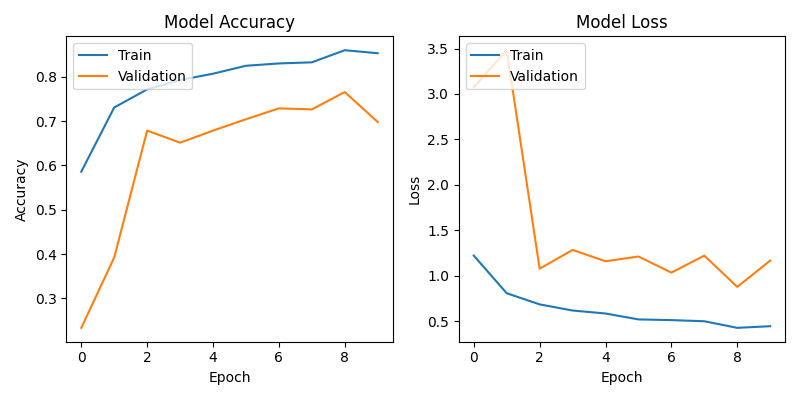 Model Accuracy
Train
Validation
0.8
0.7
0.6
0.5
0.4
0.3
Accuracy
0 2 4 6 8
Epoch
Model Loss
Train
Validation
3.5
3.0
2.5
2.0
1.5
1.0
0.5
Loss
0 2 4 6 8
Epoch